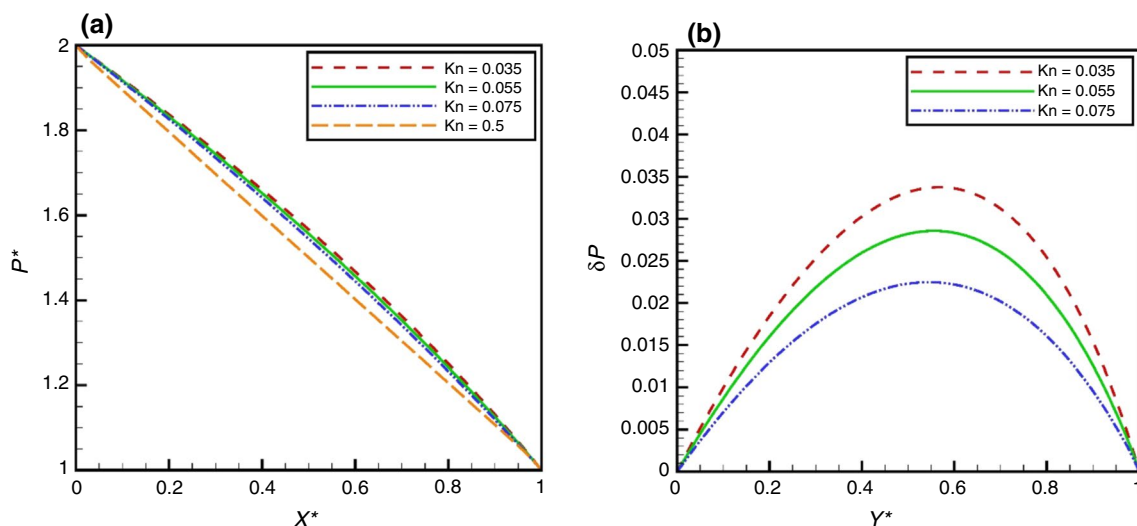 (a)
2
1.8
1.6
1.4
1.2
1
P*
0
0.2
0.4
0.6
0.8
1
X*
Kn = 0.035
Kn = 0.055
Kn = 0.075
Kn = 0.5
(b)
0.05
0.045
0.04
0.035
0.03
0.025
0.02
0.015
0.01
0.005
0
δP
0
0.2
0.4
0.6
0.8
1
Y*
Kn = 0.035
Kn = 0.055
Kn = 0.075